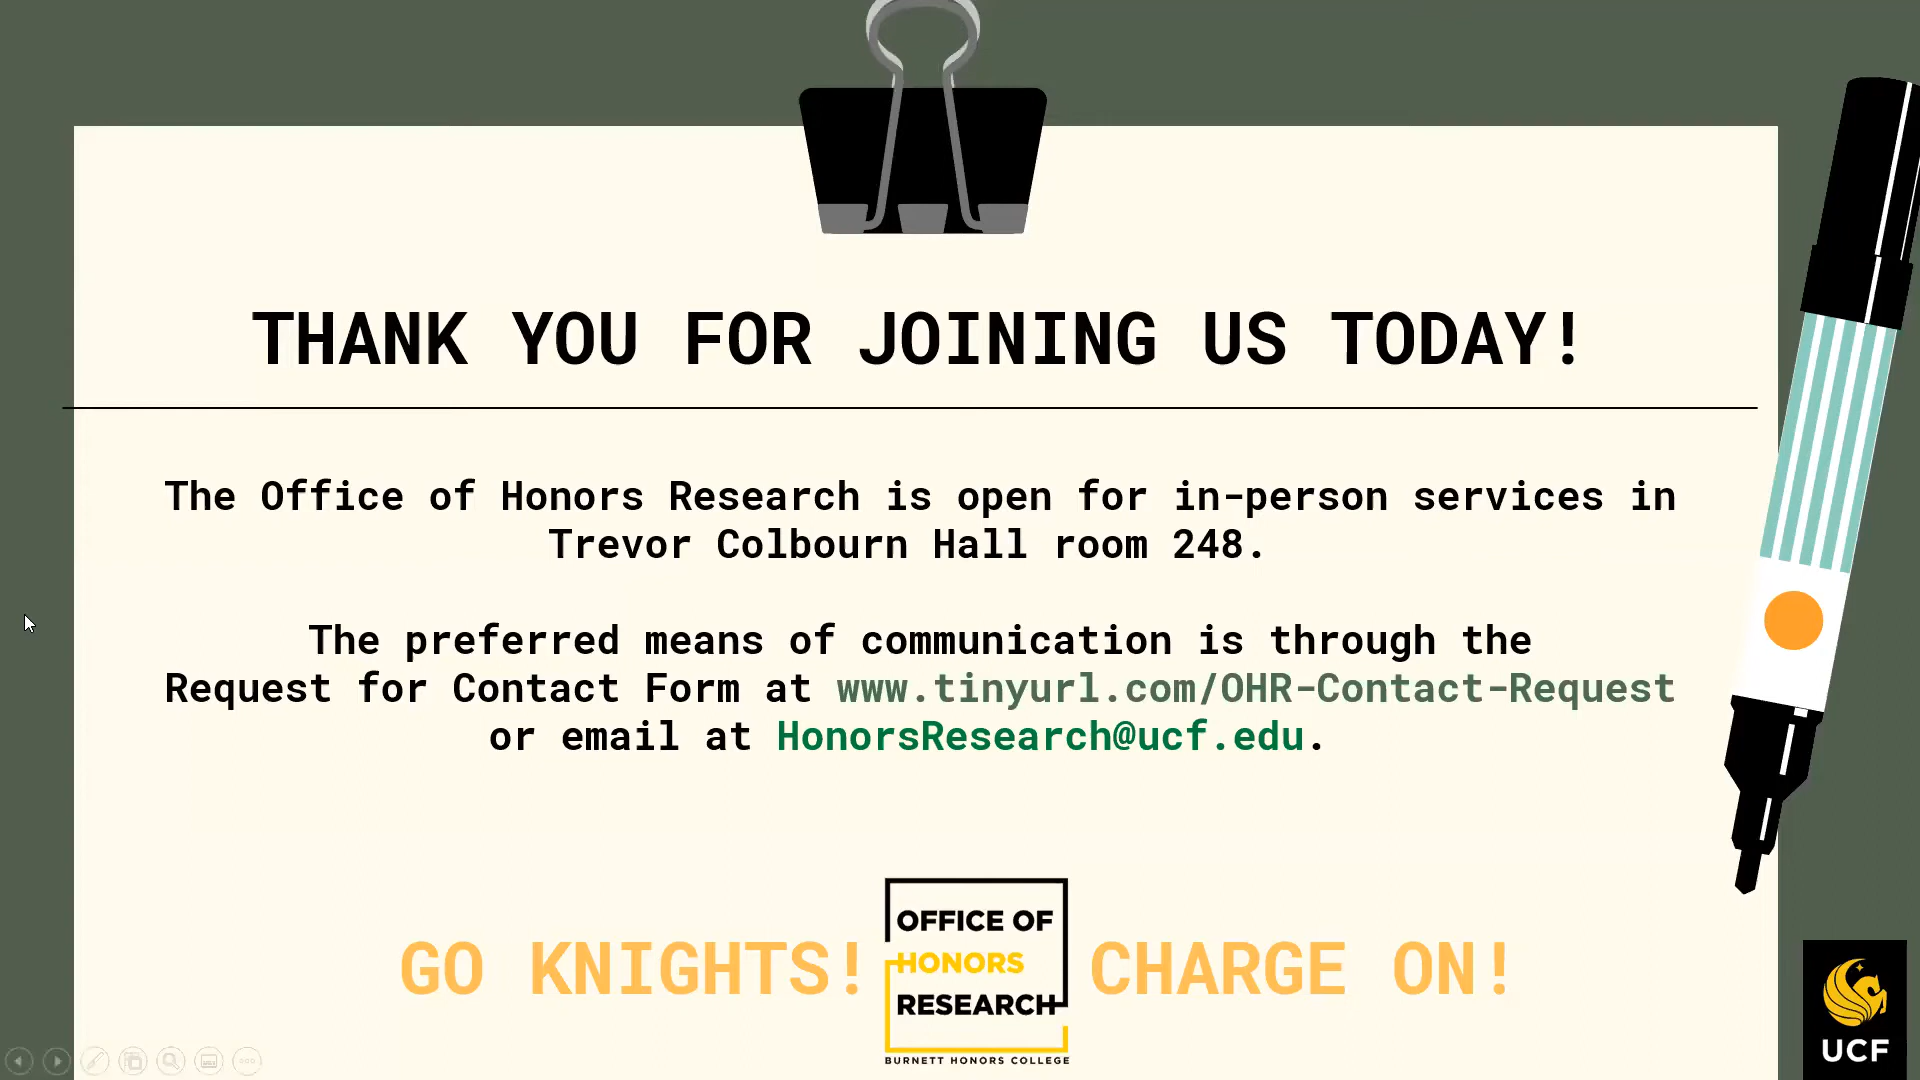 THANK YOU FOR JOINING US TODAY!
The Office of Honors Research is open for in-person services in
Trevor Colbourn Hall room 248.
The preferred means of communication is through the
Request for Contact Form at www.tinyurl.com/OHR-Contact-Request
or email at HonorsResearch@ucf.edu.
GO KNIGHTS!
OFFICE OF
HONORS
RESEARCH
BURNETT HONORS COLLEGE
CHARGE ON!
UCF